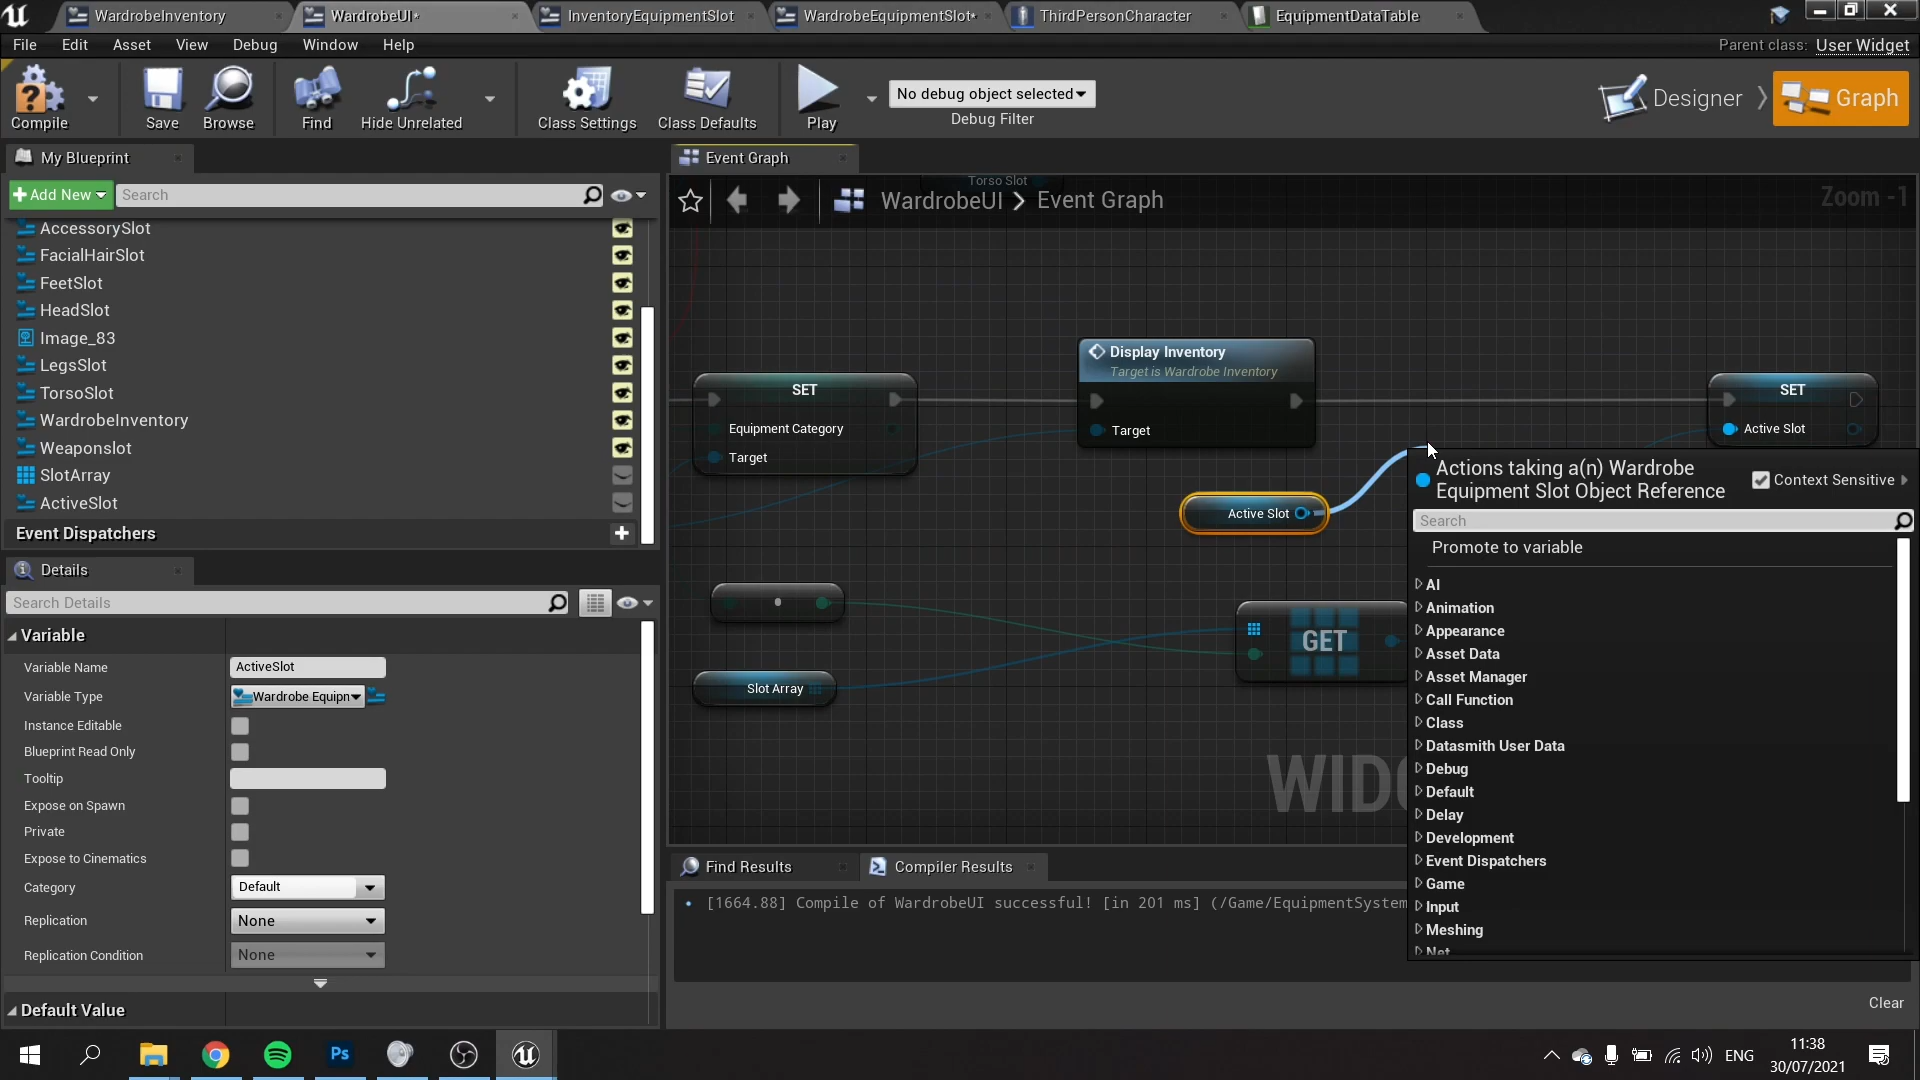 WardrobeInventory
WardrobeUI*
InventoryEquipmentSlot
WardrobeEquipmentSlot*
ThirdPersonCharacter
EquipmentDataTable
File
Edit
Asset
View
Debug
Window
Help
Parent class: User Widget
Compile
Save
Browse
Find
Hide Unrelated
Class Settings
Class Defaults
Play
No debug object selected
Debug Filter
Designer
Graph
My Blueprint
Event Graph
Add New
Search
Torso Slot
WardrobeUI > Event Graph
Zoom -1
AccessorySlot
FacialHairSlot
FeetSlot
HeadSlot
Image_83
LegsSlot
TorsoSlot
WardrobeInventory
Weaponslot
SlotArray
ActiveSlot
Event Dispatchers
SET
Equipment Category
Target
Display Inventory
Target is Wardrobe Inventory
Target
SET
Active Slot
Active Slot
Slot Array
GET
Actions taking a(n) Wardrobe
Equipment Slot Object Reference
Context Sensitive
Search
Promote to variable
AI
Animation
Appearance
Asset Data
Asset Manager
Call Function
Class
Datasmith User Data
Debug
Default
Delay
Development
Event Dispatchers
Game
Input
Meshing
Net
Details
Search Details
Variable
Variable Name
ActiveSlot
Variable Type
Wardrobe Equipn
Instance Editable
Blueprint Read Only
Tooltip
Expose on Spawn
Private
Expose to Cinematics
Category
Default
Replication
None
Replication Condition
None
Default Value
Find Results
Compiler Results
[1664.88] Compile of WardrobeUI successful! [in 201 ms] (/Game/EquipmentSystem
Clear
Ps
ENG
11:38
30/07/2021